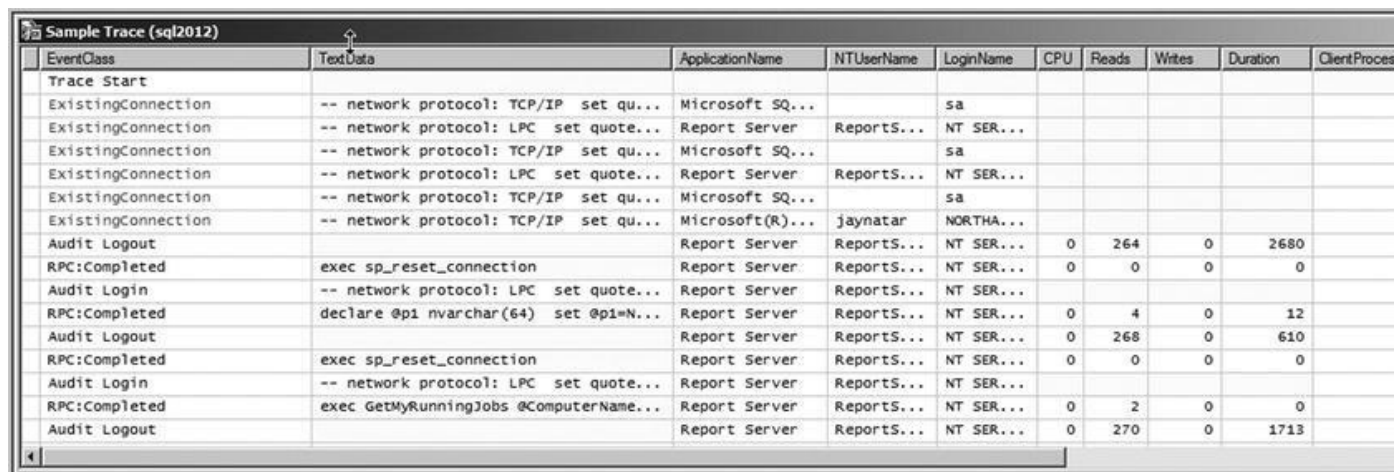 Sample Trace (sql2012)
EventClass TextData ApplicationName NTUserName LoginName CPU Reads Writes Duration ClientProces
Trace Start
ExistingConnection -- network protocol: TCP/IP set qu... Microsoft SQ... sa
ExistingConnection -- network protocol: LPC set quote... Report Server ReportS... NT SER...
ExistingConnection -- network protocol: TCP/IP set qu... Microsoft SQ... sa
ExistingConnection -- network protocol: LPC set quote... Report Server ReportS... NT SER...
ExistingConnection -- network protocol: TCP/IP set qu... Microsoft SQ... sa
ExistingConnection -- network protocol: TCP/IP set qu... Microsoft(R)... jaynatar NORTHA...
Audit Logout Report Server ReportS... NT SER... 0 264 0 2680
RPC:Completed exec sp_reset_connection Report Server ReportS... NT SER... 0 0 0 0
Audit Login -- network protocol: LPC set quote... Report Server ReportS... NT SER...
RPC:Completed declare @p1 nvarchar(64) set @p1=N... Report Server ReportS... NT SER... 0 4 0 12
Audit Logout Report Server ReportS... NT SER... 0 268 0 610
RPC:Completed exec sp_reset_connection Report Server ReportS... NT SER... 0 0 0 0
Audit Login -- network protocol: LPC set quote... Report Server ReportS... NT SER...
RPC:Completed exec GetMyRunningJobs @ComputerName... Report Server ReportS... NT SER... 0 2 0 0
Audit Logout Report Server ReportS... NT SER... 0 270 0 1713